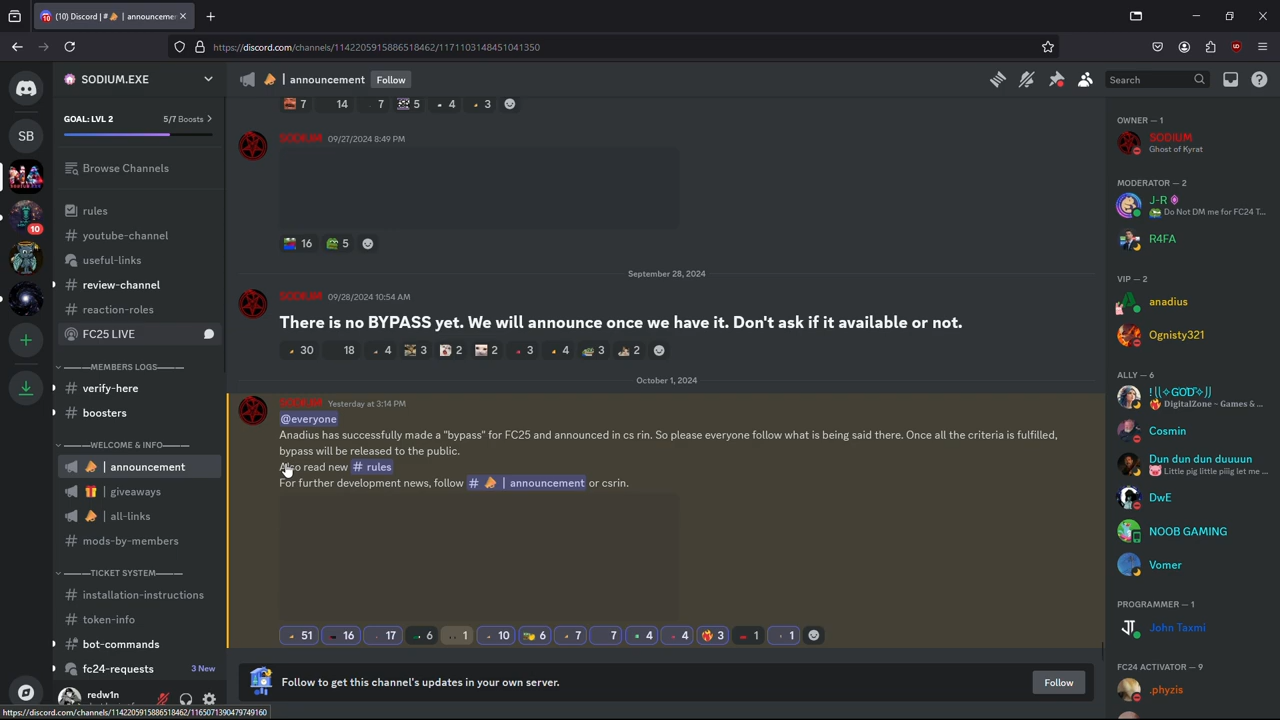 (10) Discord | # | announceme
https://discord.com/channels/1142205915886518462/1171103148451041350
SODIUM.EXE
GOAL: LVL 2 5/7 Boosts
Browse Channels
rules
youtube-channel
useful-links
review-channel
reaction-roles
FC25 LIVE
MEMBERS LOGS
verify-here
boosters
WELCOME & INFO
| announcement
| giveaways
| all-links
mods-by-members
TICKET SYSTEM
installation-instructions
token-info
bot-commands
fc24-requests 3 New
redw1n
https://discord.com/channels/1142205915886518462/1165071390479749160
SB
10
| announcement Follow
Search
7 14 7 5 4 3
SODIUM 09/27/2024 8:49 PM
16 5
September 28, 2024
SODIUM 09/28/2024 10:54 AM
There is no BYPASS yet. We will announce once we have it. Don't ask if it available or not.
30 18 4 3 2 2 3 4 3 2
October 1, 2024
SODIUM Yesterday at 3:14 PM
@everyone
Anadius has successfully made a "bypass" for FC25 and announced in cs rin. So please everyone follow what is being said there. Once all the criteria is fulfilled,
bypass will be released to the public.
Also read new # rules
For further development news, follow # | announcement or csrin.
51 16 17 6 1 10 6 7 7 4 4 3 1 1
Follow to get this channel's updates in your own server. Follow
OWNER — 1
SODIUM
Ghost of Kyrat
MODERATOR — 2
J-R
Do Not DM me for FC24 T...
R4FA
VIP — 2
anadius
Ognisty321
ALLY — 6
DigitalZone ~ Games & ...
Cosmin
Dun dun dun duuuun
Little pig little piiig let me ...
DwE
NOOB GAMING
Vomer
PROGRAMMER — 1
John Taxmi
FC24 ACTIVATOR — 9
.phyzis